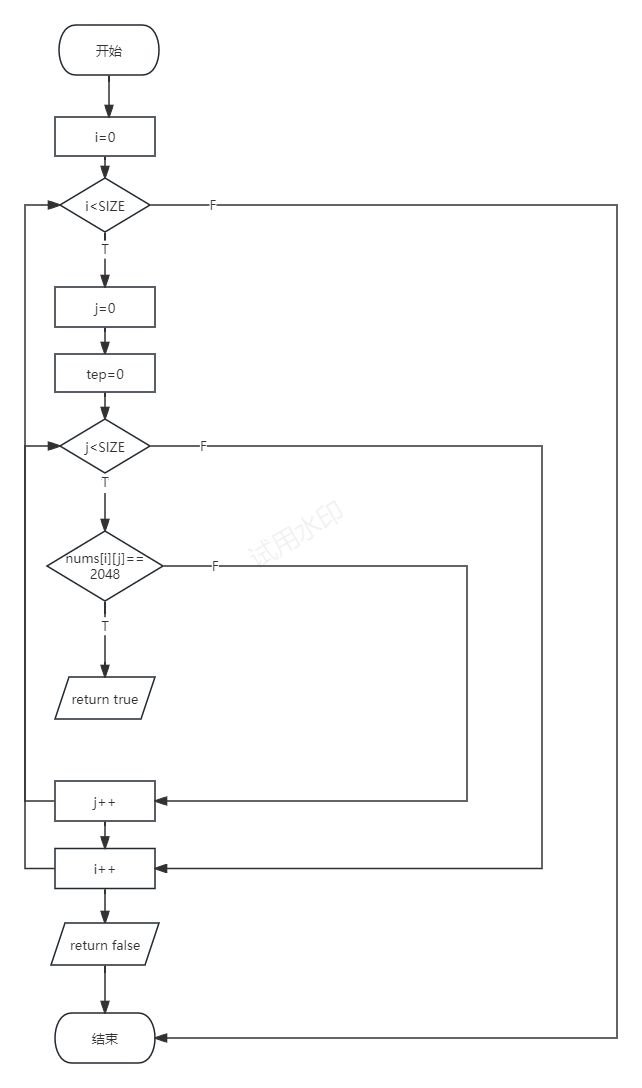 开始
i=0
i<SIZE
F
T
j=0
tep=0
j<SIZE
F
T
试用水印
nums[i][j]==
2048
F
T
return true
j++
i++
return false
结束